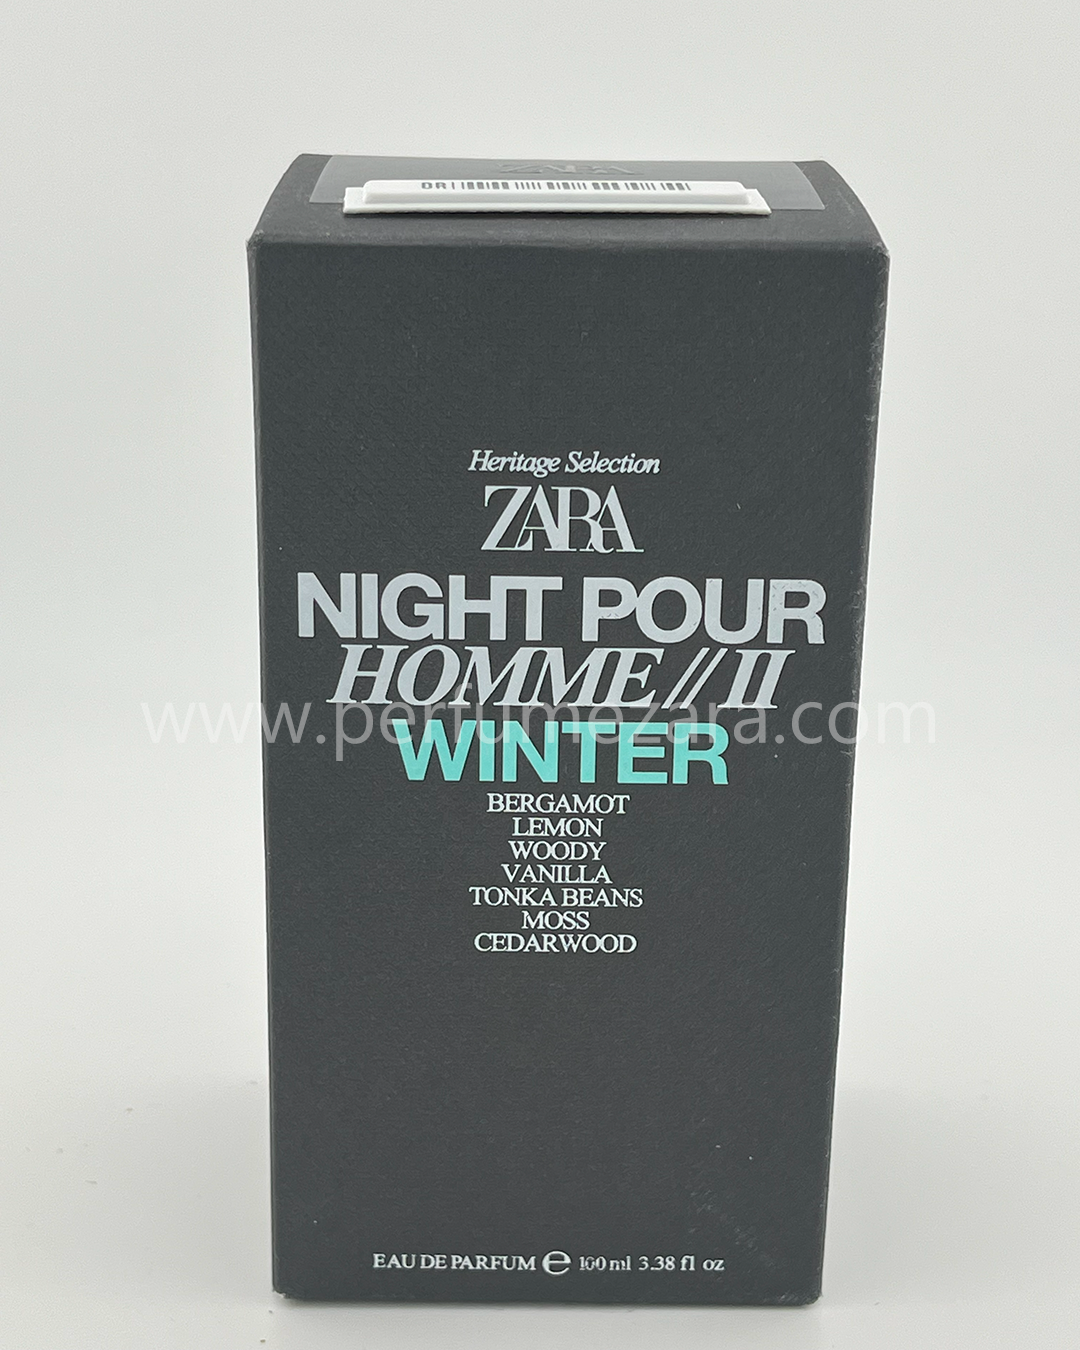 ZARA
Heritage Selection
ZARA
NIGHT POUR
HOMME//II
www.perfumezara.com
WINTER
BERGAMOT
LEMON
WOODY
VANILLA
TONKA BEANS
MOSS
CEDARWOOD
EAU DE PARFUM e 100 ml 3.38 fl oz